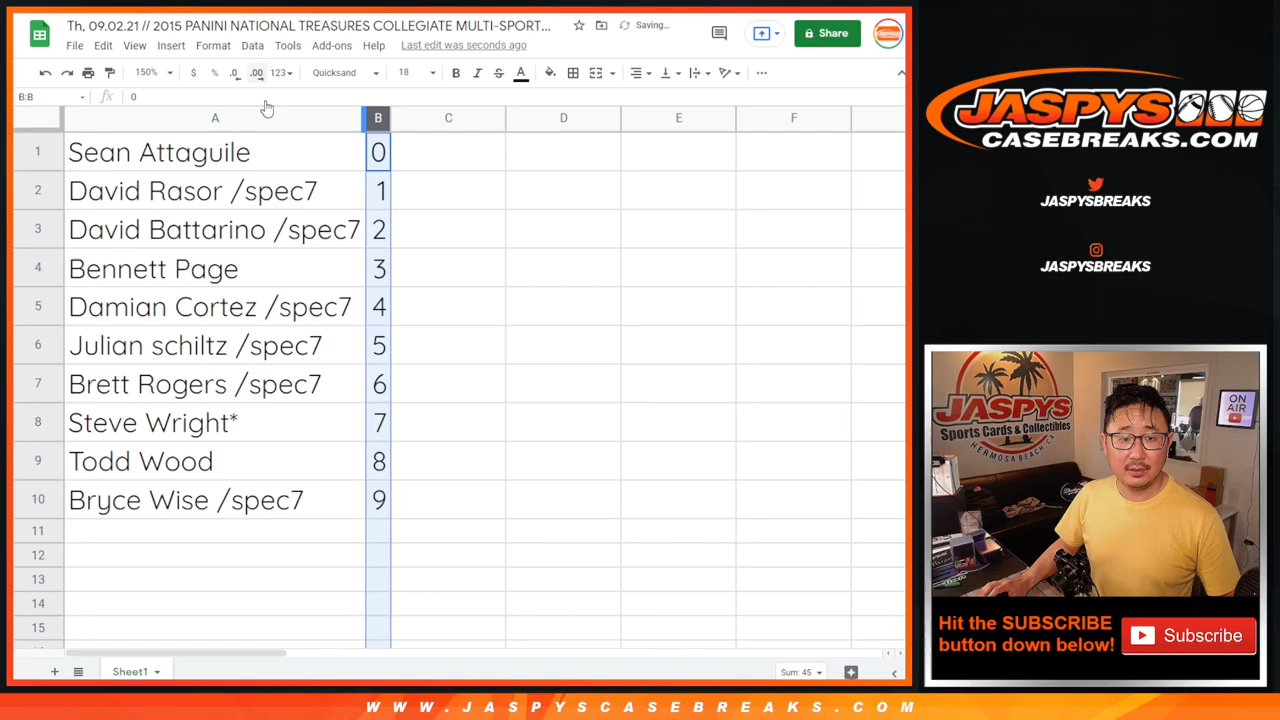 Th, 09.02.21 // 2015 PANINI NATIONAL TREASURES COLLEGIATE MULTI-SPORT...
Saving...
File Edit View Insert Format Data Tools Add-ons Help Last edit was seconds ago
Share
150% $ % .0 .00 123 Quicksand 18 B I S A
B:B fx 0
A B C D E F
1 Sean Attaguile 0
2 David Rasor /spec7 1
3 David Battarino /spec7 2
4 Bennett Page 3
5 Damian Cortez /spec7 4
6 Julian schiltz /spec7 5
7 Brett Rogers /spec7 6
8 Steve Wright* 7
9 Todd Wood 8
10 Bryce Wise /spec7 9
11
12
13
14
15
Sheet1
Sum: 45
JASPYS
CASEBREAKS.COM
JASPYSBREAKS
JASPYSBREAKS
JASPYS
Sports Cards & Collectibles
HERMOSA BEACH, CA
ON
AIR
Hit the SUBSCRIBE
button down below!
Subscribe
WWW.JASPYSCASEBREAKS.COM